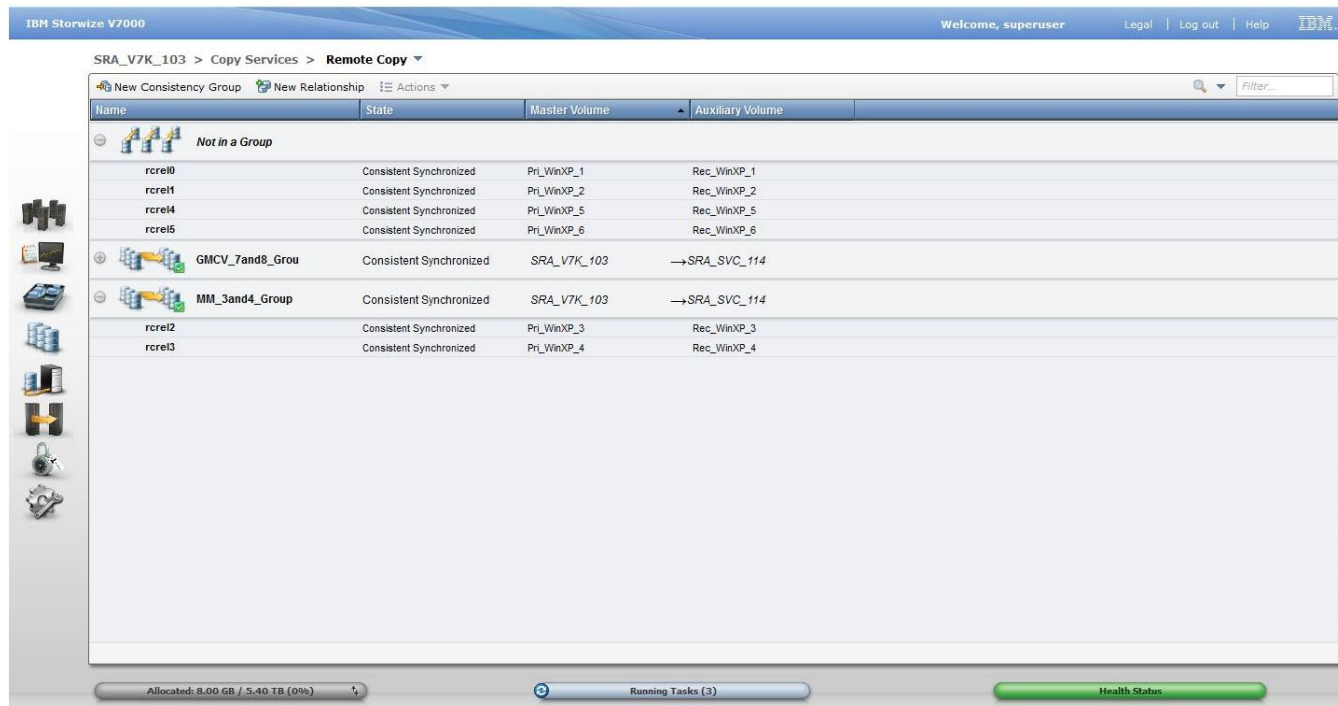 IBM Storwize V7000 Welcome, superuser Legal | Log out | Help IBM.
SRA_V7K_103 > Copy Services > Remote Copy
New Consistency Group New Relationship Actions Filter...
Name State Master Volume Auxiliary Volume
Not in a Group
rcrel0 Consistent Synchronized Pri_WinXP_1 Rec_WinXP_1
rcrel1 Consistent Synchronized Pri_WinXP_2 Rec_WinXP_2
rcrel4 Consistent Synchronized Pri_WinXP_5 Rec_WinXP_5
rcrel5 Consistent Synchronized Pri_WinXP_6 Rec_WinXP_6
GMCV_7and8_Grou Consistent Synchronized SRA_V7K_103 →SRA_SVC_114
MM_3and4_Group Consistent Synchronized SRA_V7K_103 →SRA_SVC_114
rcrel2 Consistent Synchronized Pri_WinXP_3 Rec_WinXP_3
rcrel3 Consistent Synchronized Pri_WinXP_4 Rec_WinXP_4
Allocated: 8.00 GB / 5.40 TB (0%) Running Tasks (3) Health Status